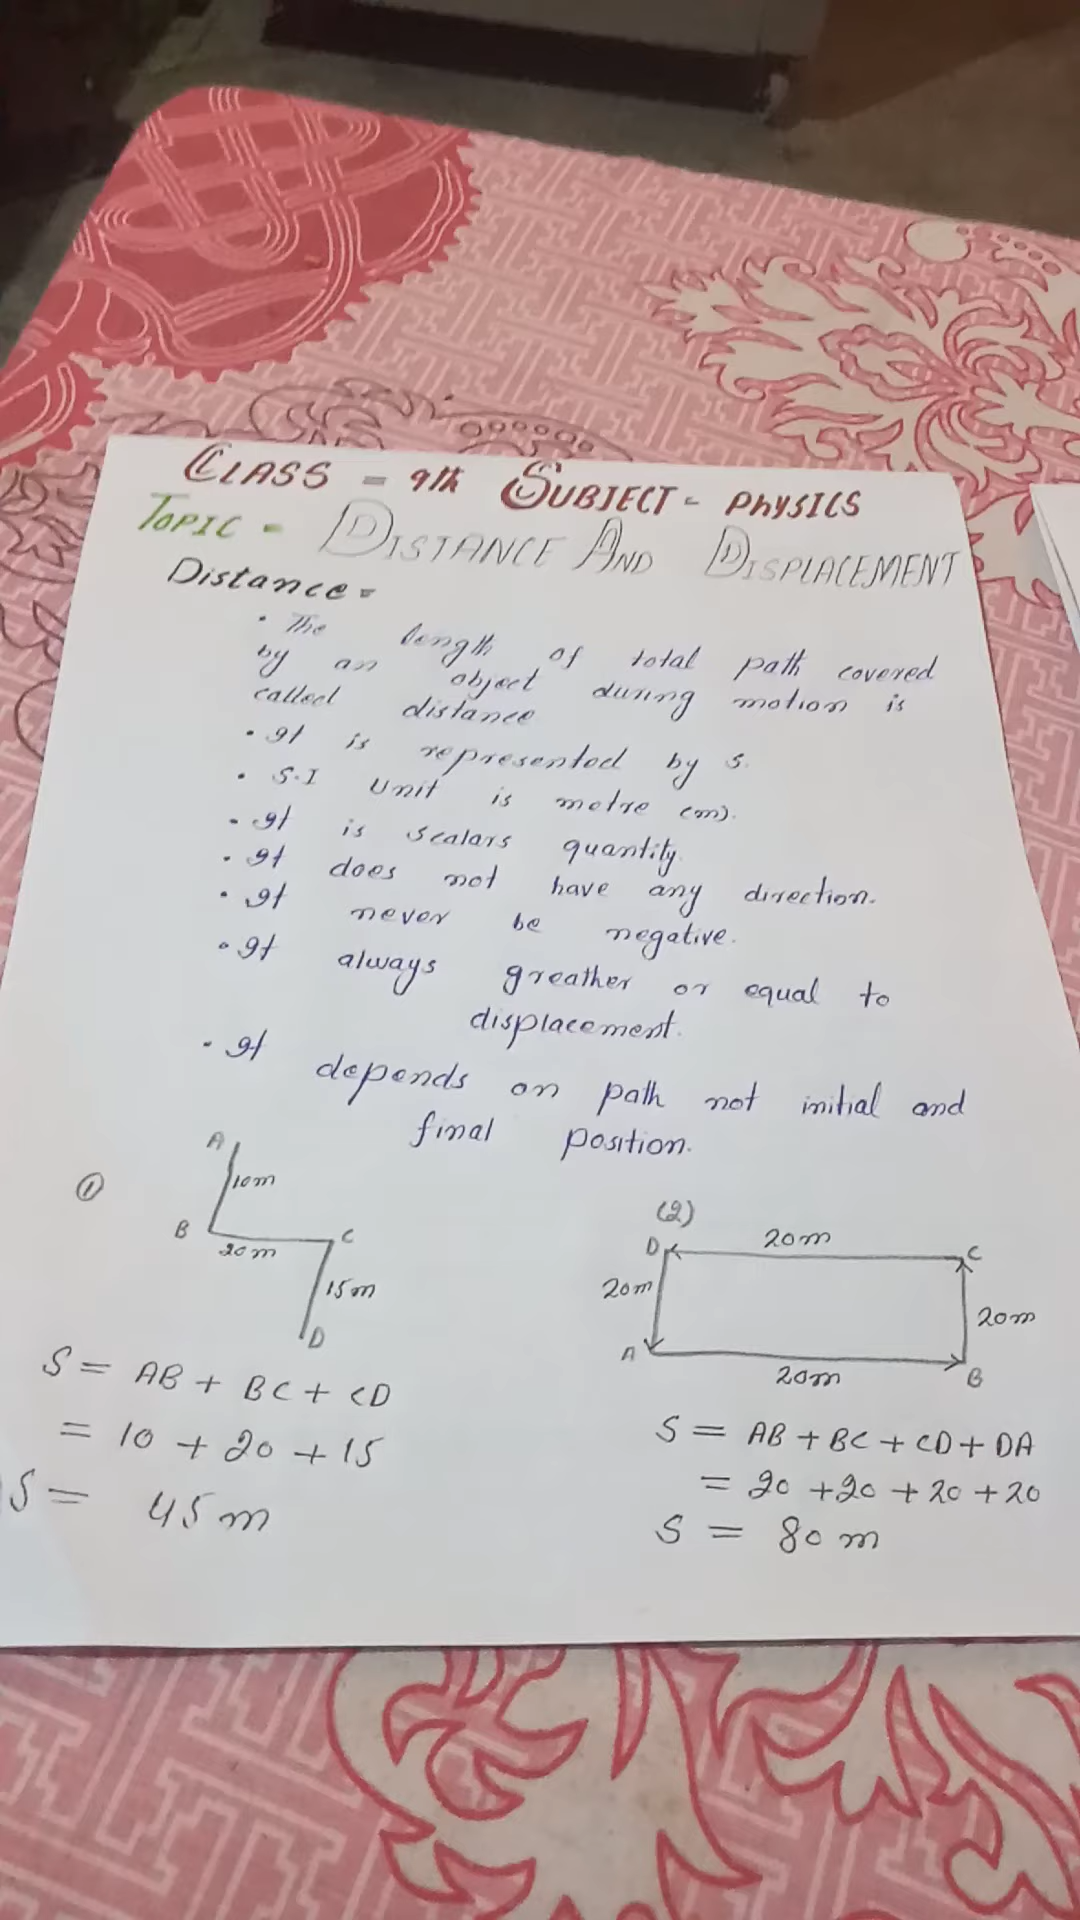 CLASS = 9th SUBJECT - PhysICS
TOPIC = DISTANCE AND DISPLACEMENT
Distance =
• The length of total path covered
by an object during motion is
called distance
• It is represented by s.
• S.I unit is metre (m).
• It is scalars quantity.
• It does not have any direction.
• It never be negative.
• It always greather or equal to
displacement.
• It depends on path not initial and
final position.
①
A
10m
B
20m
C
15m
D
S = AB + BC + CD
= 10 + 20 + 15
S = 45m
(2)
D
20m
C
20m
20m
A
20m
B
S = AB + BC + CD + DA
= 20 + 20 + 20 + 20
S = 80 m